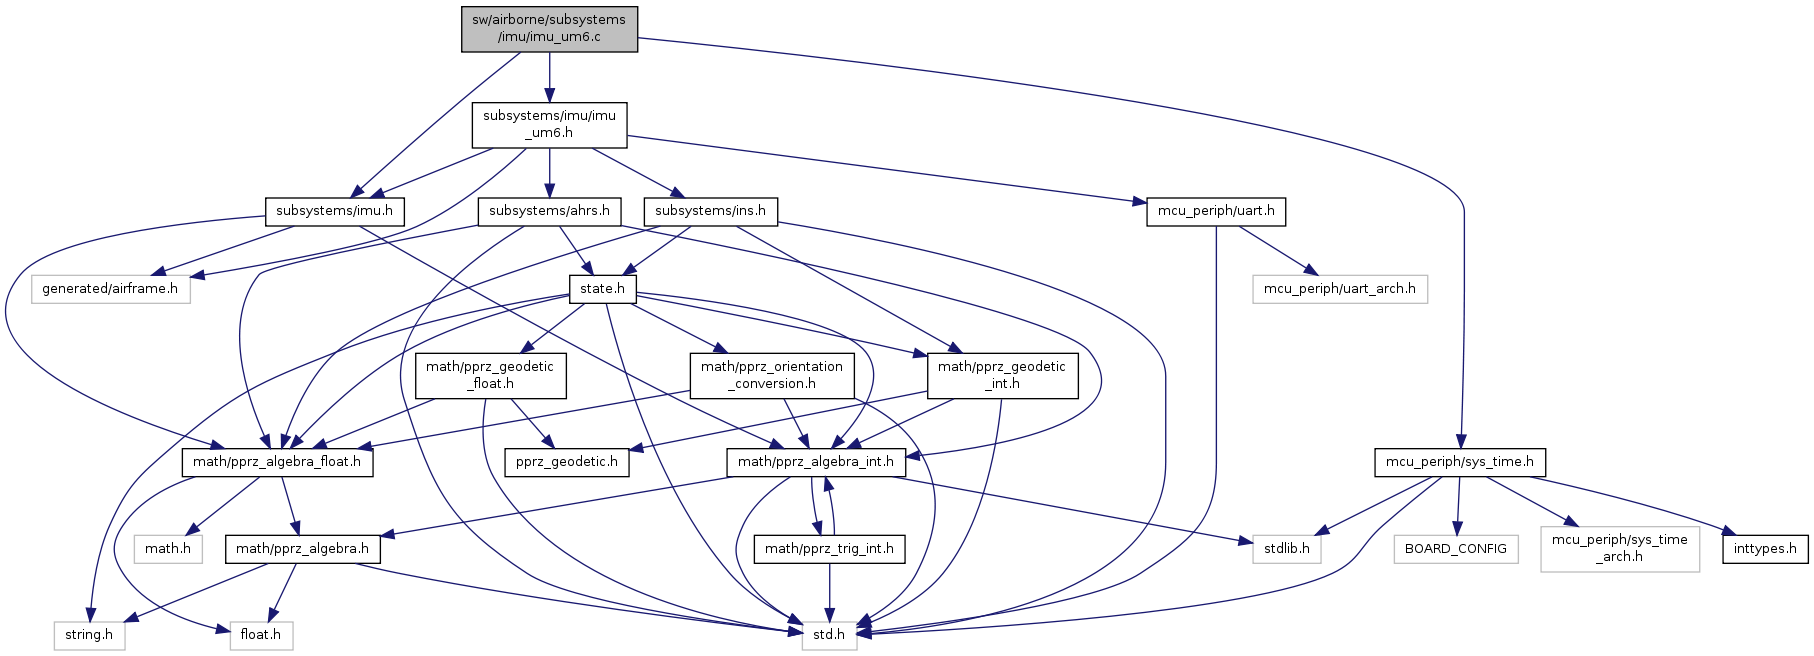 sw/airborne/subsystems
/imu/imu_um6.c
subsystems/imu/imu
_um6.h
subsystems/imu.h
subsystems/ahrs.h
subsystems/ins.h
mcu_periph/uart.h
generated/airframe.h
state.h
mcu_periph/uart_arch.h
math/pprz_geodetic
_float.h
math/pprz_orientation
_conversion.h
math/pprz_geodetic
_int.h
math/pprz_algebra_float.h
pprz_geodetic.h
math/pprz_algebra_int.h
mcu_periph/sys_time.h
math.h
math/pprz_algebra.h
math/pprz_trig_int.h
stdlib.h
BOARD_CONFIG
mcu_periph/sys_time
_arch.h
inttypes.h
string.h
float.h
std.h